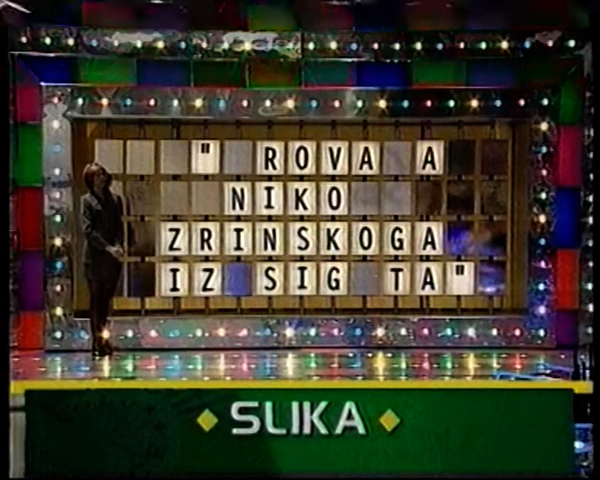 " ROVA A
NIKO
ZRINSKOGA
IZ SIG TA"
SLIKA